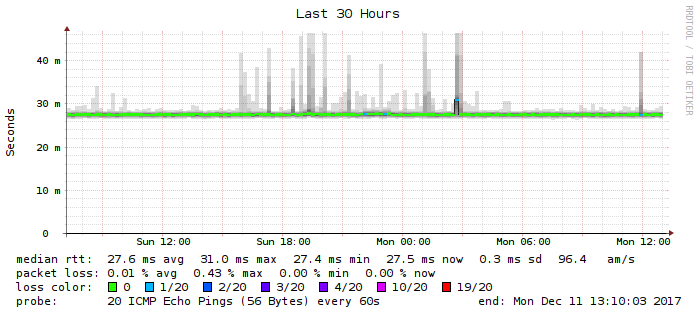 Last 30 Hours
RRDTOOL / TOBI OETIKER
Seconds
40 m
30 m
20 m
10 m
0
Sun 12:00 Sun 18:00 Mon 00:00 Mon 06:00 Mon 12:00
median rtt: 27.6 ms avg 31.0 ms max 27.4 ms min 27.5 ms now 0.3 ms sd 96.4 am/s
packet loss: 0.01 % avg 0.43 % max 0.00 % min 0.00 % now
loss color: 0 1/20 2/20 3/20 4/20 10/20 19/20
probe: 20 ICMP Echo Pings (56 Bytes) every 60s end: Mon Dec 11 13:10:03 2017